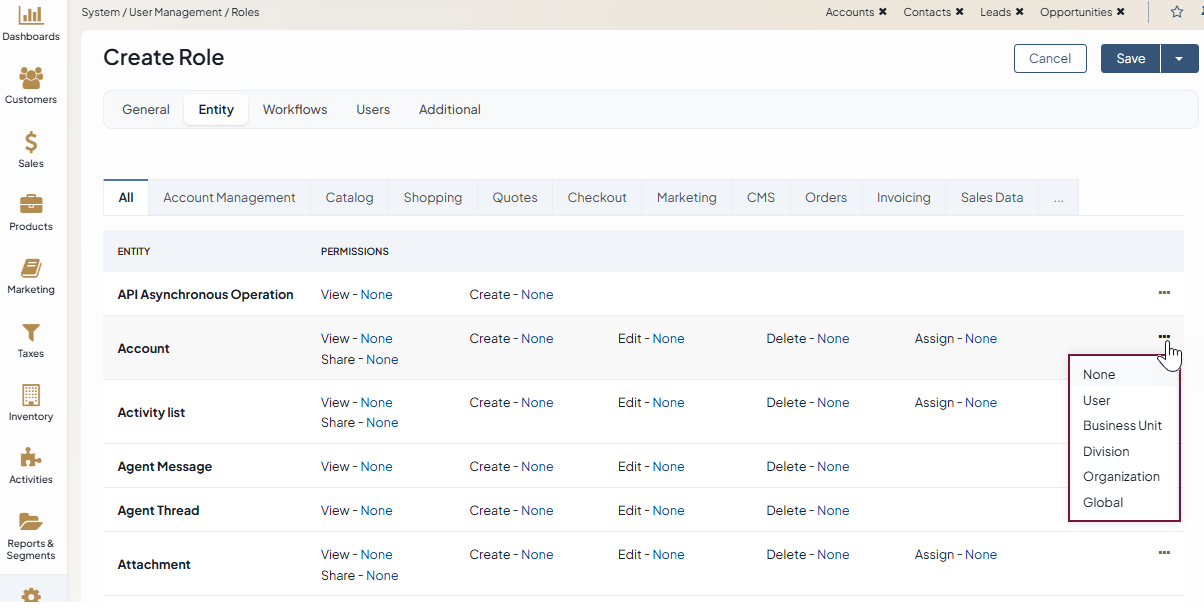 System / User Management / Roles
Accounts ✖ Contacts ✖ Leads ✖ Opportunities ✖
Dashboards
Customers
Sales
Products
Marketing
Taxes
Inventory
Activities
Reports &
Segments
Create Role
Cancel
Save
General Entity Workflows Users Additional
All Account Management Catalog Shopping Quotes Checkout Marketing CMS Orders Invoicing Sales Data ...
ENTITY PERMISSIONS
API Asynchronous Operation View - None Create - None
Account View - None Create - None Edit - None Delete - None Assign - None
Share - None
Activity list View - None Create - None Edit - None Delete - None Assign - None
Share - None
Agent Message View - None Create - None Edit - None Delete - None
Agent Thread View - None Create - None Edit - None Delete - None
Attachment View - None Create - None Edit - None Delete - None Assign - None
Share - None
None
User
Business Unit
Division
Organization
Global